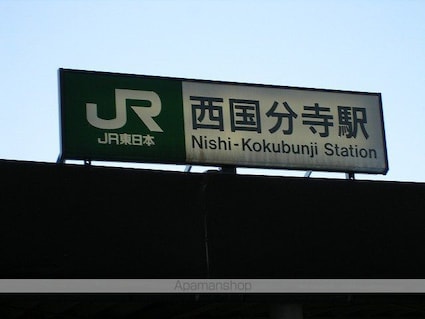 JR
JR東日本
西国分寺駅
Nishi-Kokubunji Station
Apamanshop